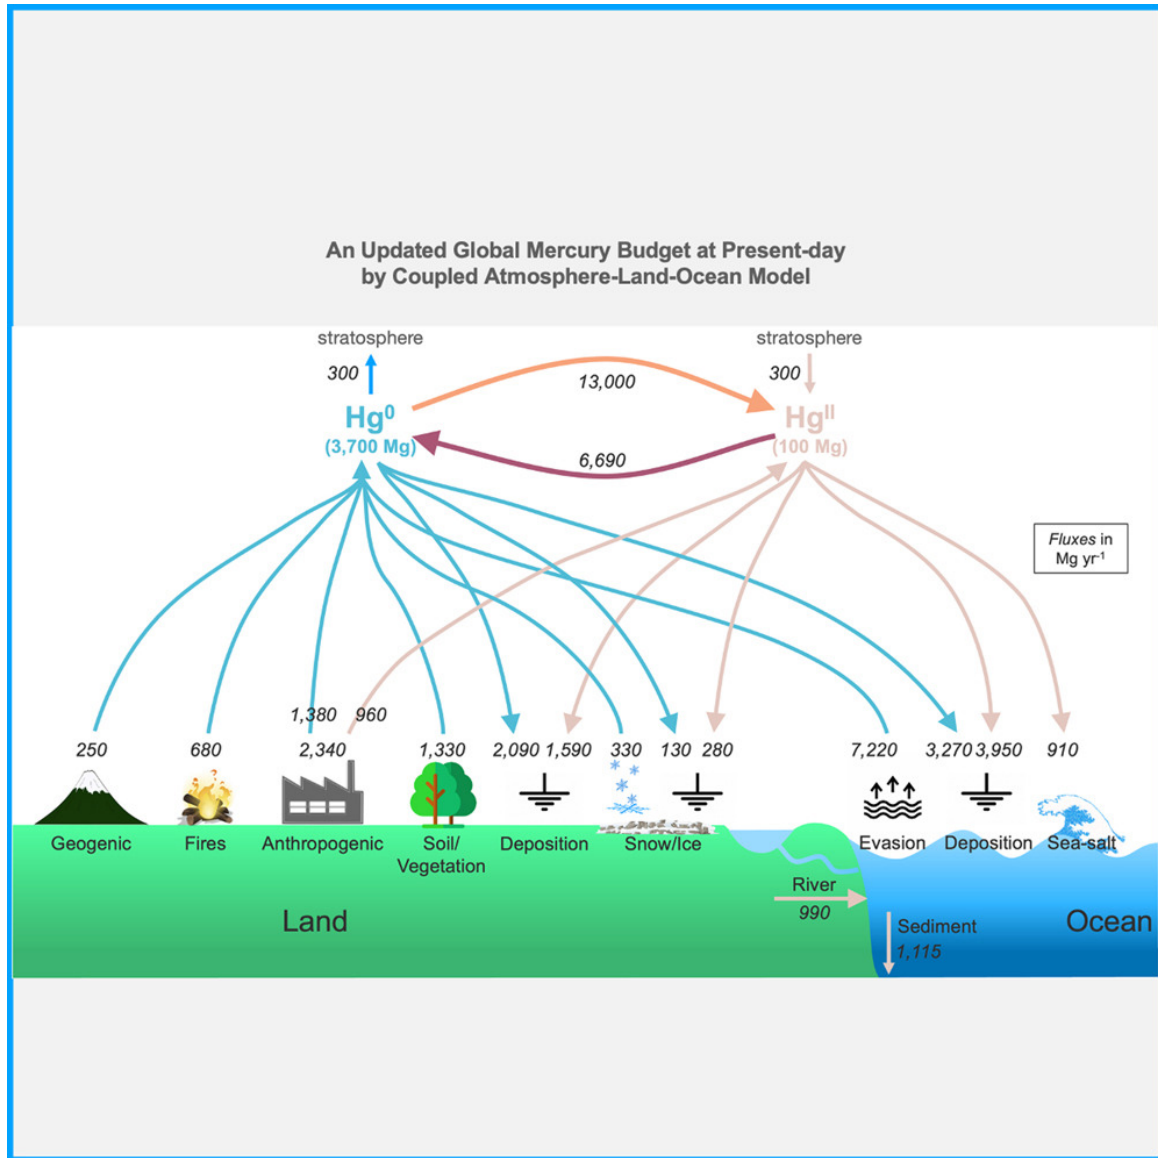 An Updated Global Mercury Budget at Present-day
by Coupled Atmosphere-Land-Ocean Model
stratosphere
stratosphere
300
13,000
300
Hg⁰
Hgᴵᴵ
(3,700 Mg)
(100 Mg)
6,690
Fluxes in
Mg yr⁻¹
1,380 960
250 680 2,340 1,330 2,090 1,590 330 130 280 7,220 3,270 3,950 910
Geogenic Fires Anthropogenic Soil/ Deposition Snow/Ice Evasion Deposition Sea-salt
Vegetation
River
990
Land
Sediment
1,115
Ocean